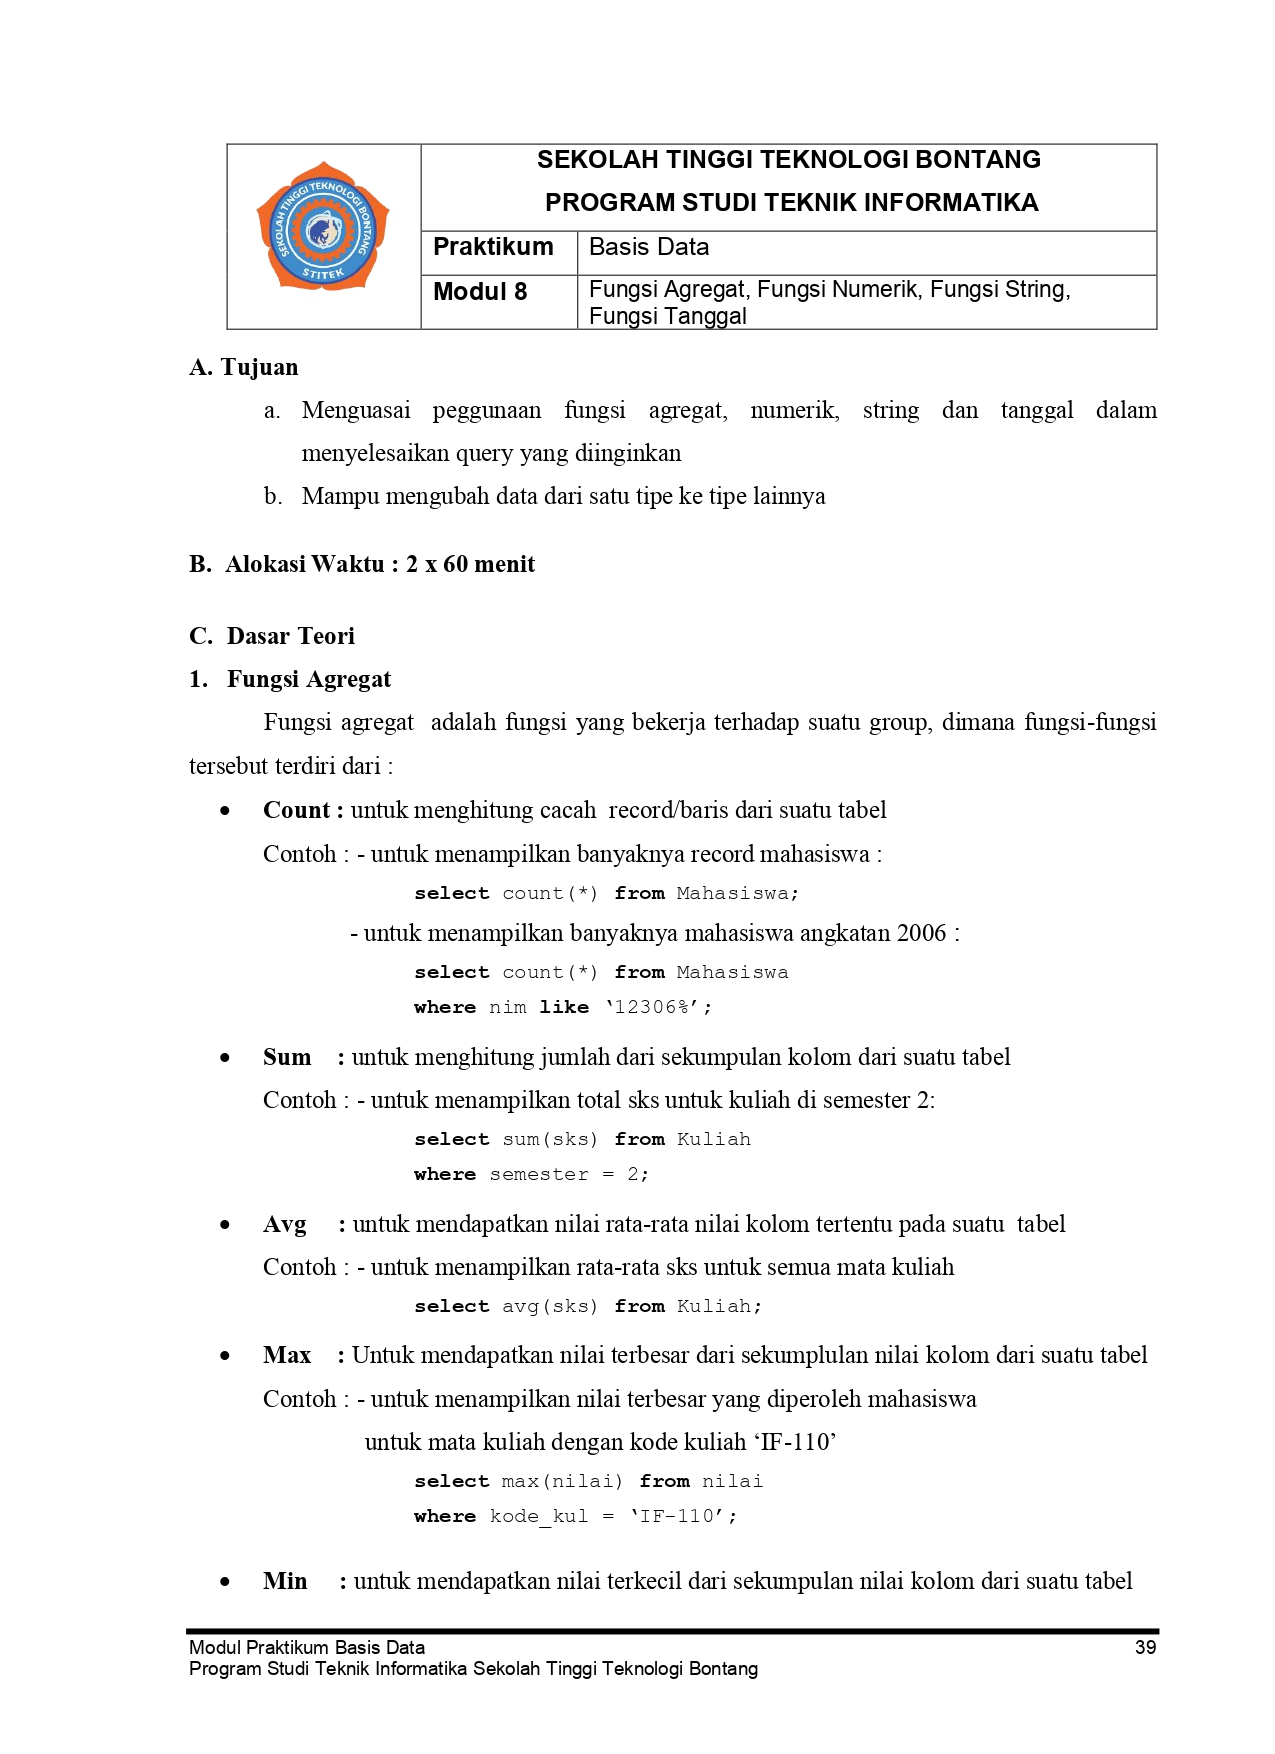 SEKOLAH TINGGI TEKNOLOGI BONTANG
STITEK
SEKOLAH TINGGI TEKNOLOGI BONTANG
PROGRAM STUDI TEKNIK INFORMATIKA
Praktikum Basis Data
Modul 8 Fungsi Agregat, Fungsi Numerik, Fungsi String,
Fungsi Tanggal
A. Tujuan
a. Menguasai peggunaan fungsi agregat, numerik, string dan tanggal dalam
menyelesaikan query yang diinginkan
b. Mampu mengubah data dari satu tipe ke tipe lainnya
B. Alokasi Waktu : 2 x 60 menit
C. Dasar Teori
1. Fungsi Agregat
Fungsi agregat adalah fungsi yang bekerja terhadap suatu group, dimana fungsi-fungsi
tersebut terdiri dari :
• Count : untuk menghitung cacah record/baris dari suatu tabel
Contoh : - untuk menampilkan banyaknya record mahasiswa :
select count(*) from Mahasiswa;
- untuk menampilkan banyaknya mahasiswa angkatan 2006 :
select count(*) from Mahasiswa
where nim like ‘12306%’;
• Sum : untuk menghitung jumlah dari sekumpulan kolom dari suatu tabel
Contoh : - untuk menampilkan total sks untuk kuliah di semester 2:
select sum(sks) from Kuliah
where semester = 2;
• Avg : untuk mendapatkan nilai rata-rata nilai kolom tertentu pada suatu tabel
Contoh : - untuk menampilkan rata-rata sks untuk semua mata kuliah
select avg(sks) from Kuliah;
• Max : Untuk mendapatkan nilai terbesar dari sekumplulan nilai kolom dari suatu tabel
Contoh : - untuk menampilkan nilai terbesar yang diperoleh mahasiswa
untuk mata kuliah dengan kode kuliah ‘IF-110’
select max(nilai) from nilai
where kode_kul = ‘IF-110’;
• Min : untuk mendapatkan nilai terkecil dari sekumpulan nilai kolom dari suatu tabel
Modul Praktikum Basis Data 39
Program Studi Teknik Informatika Sekolah Tinggi Teknologi Bontang